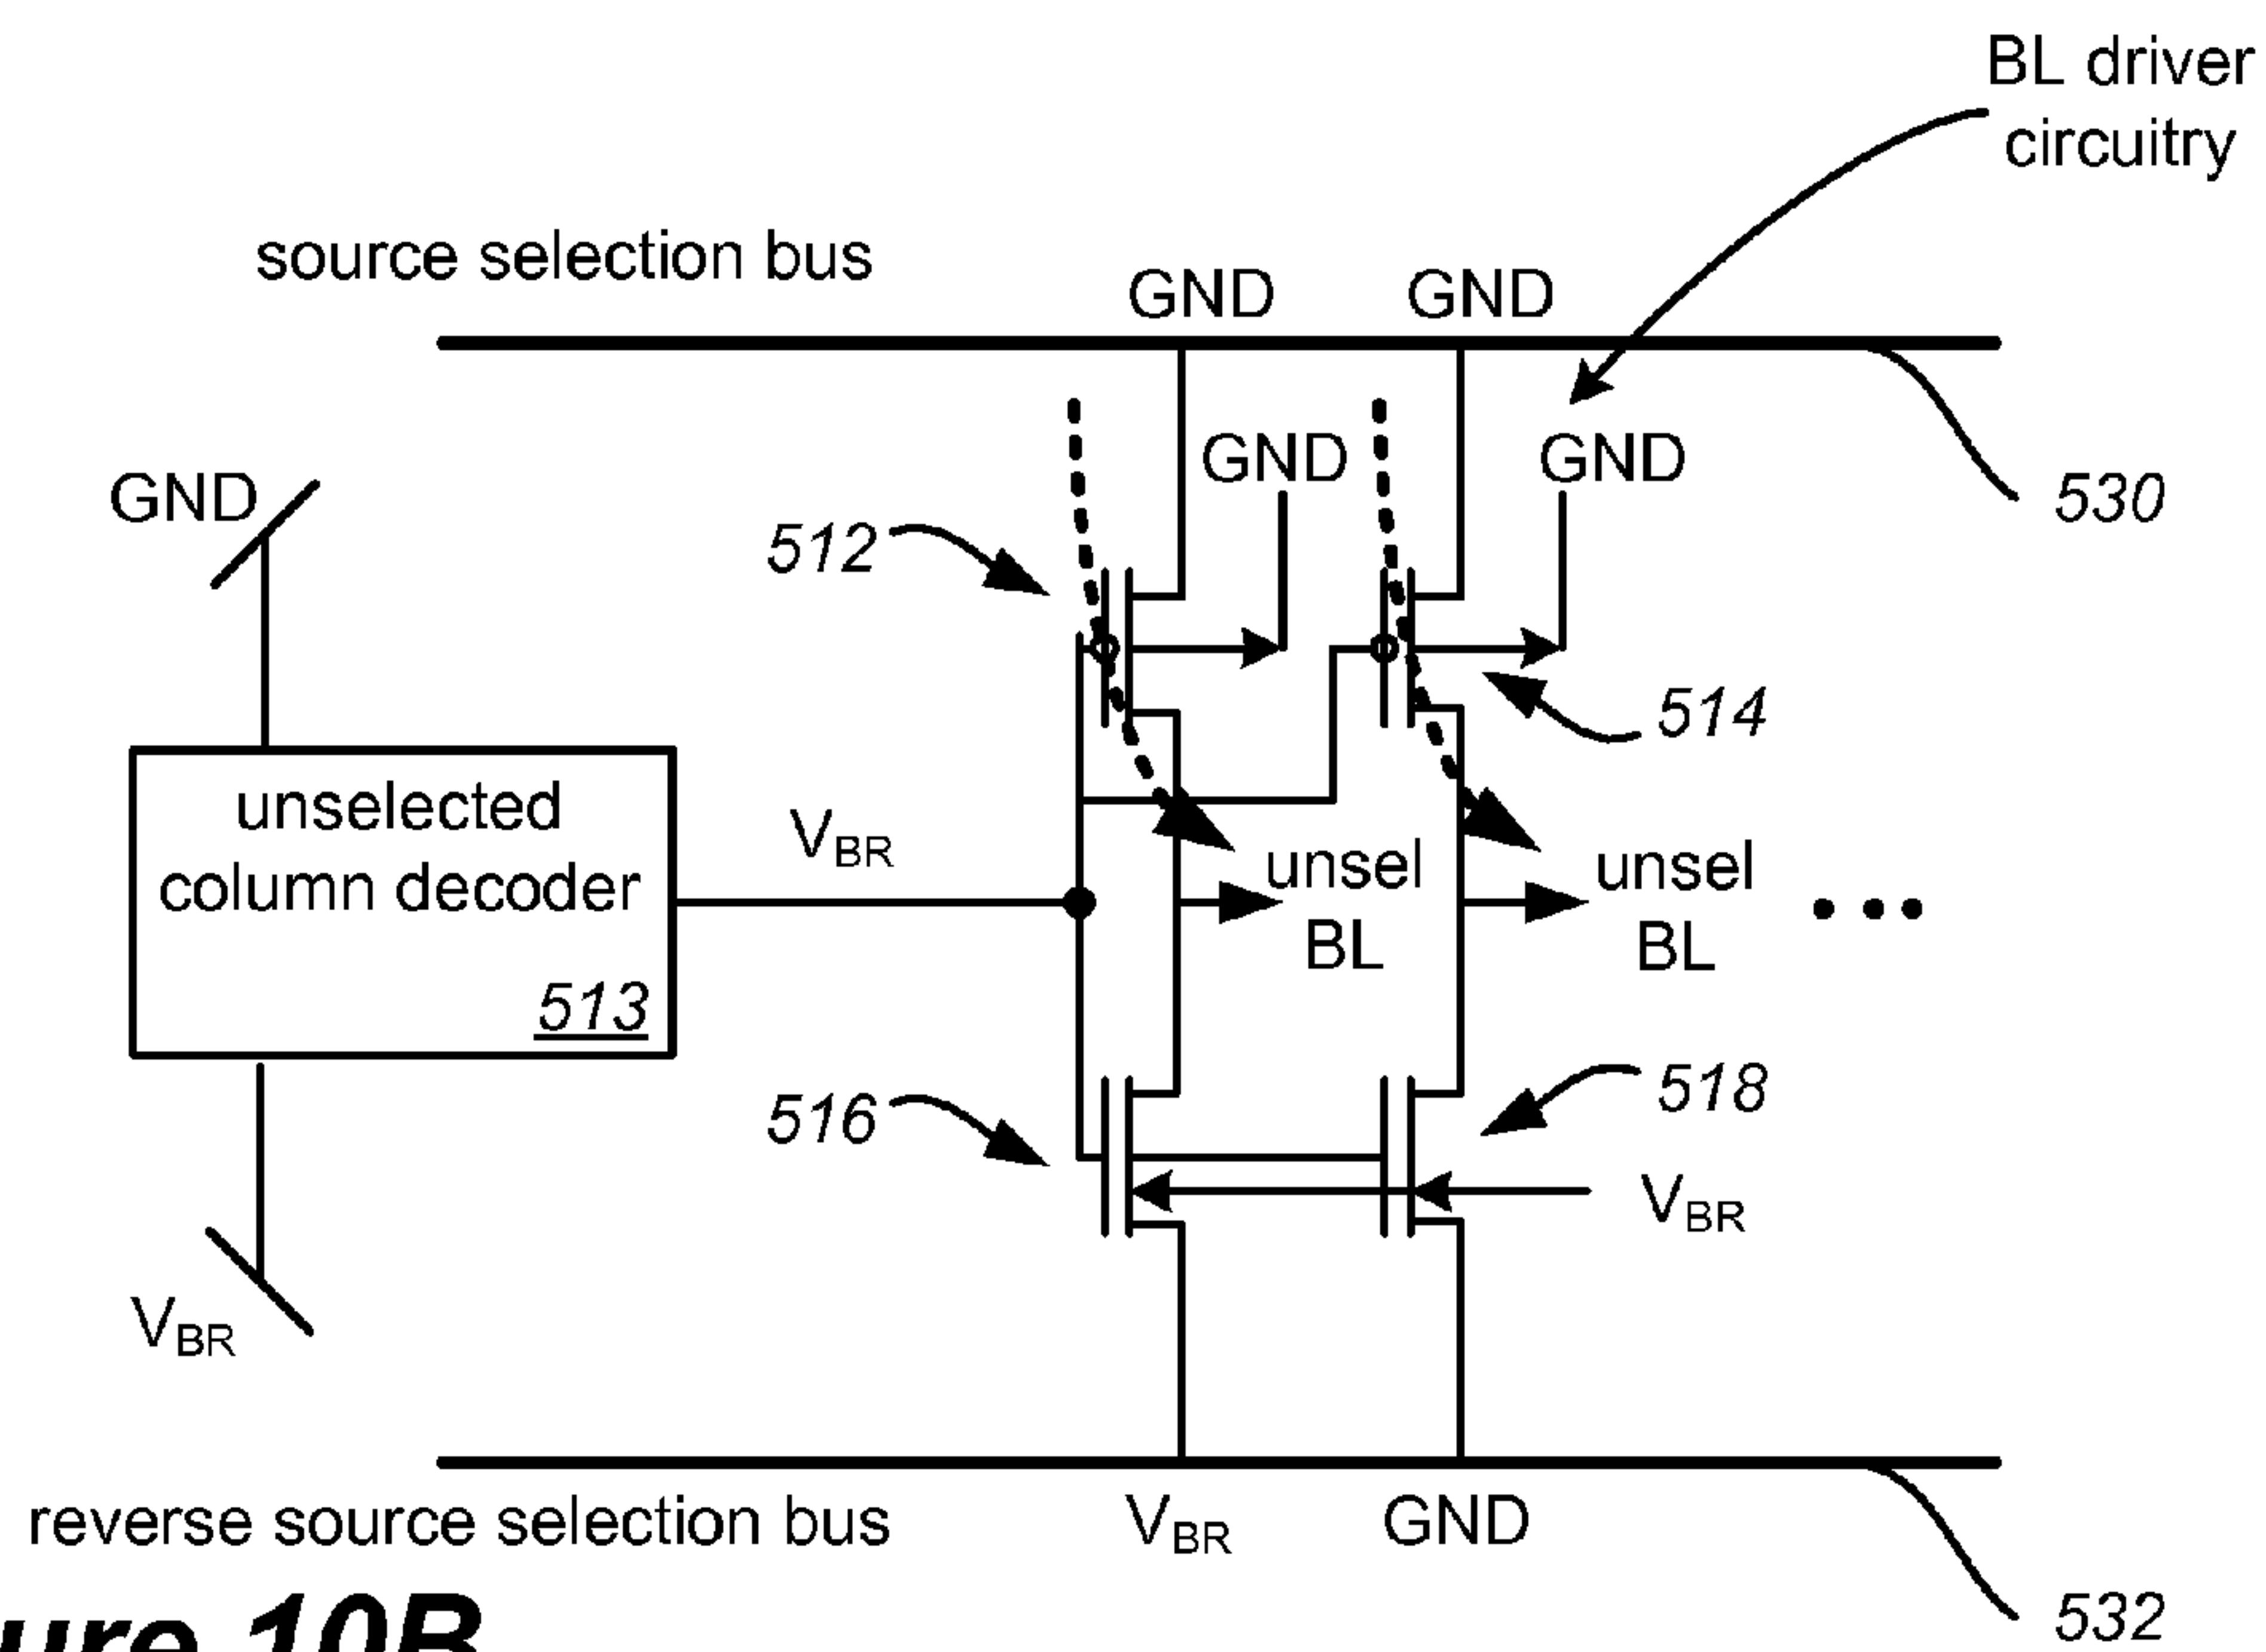 BL driver
circuitry
source selection bus
GND
GND
GND
GND
GND
530
512
514
unselected
column decoder
513
VBR
unsel
BL
unsel
BL
516
518
VBR
VBR
reverse source selection bus
VBR
GND
532
ure 10B